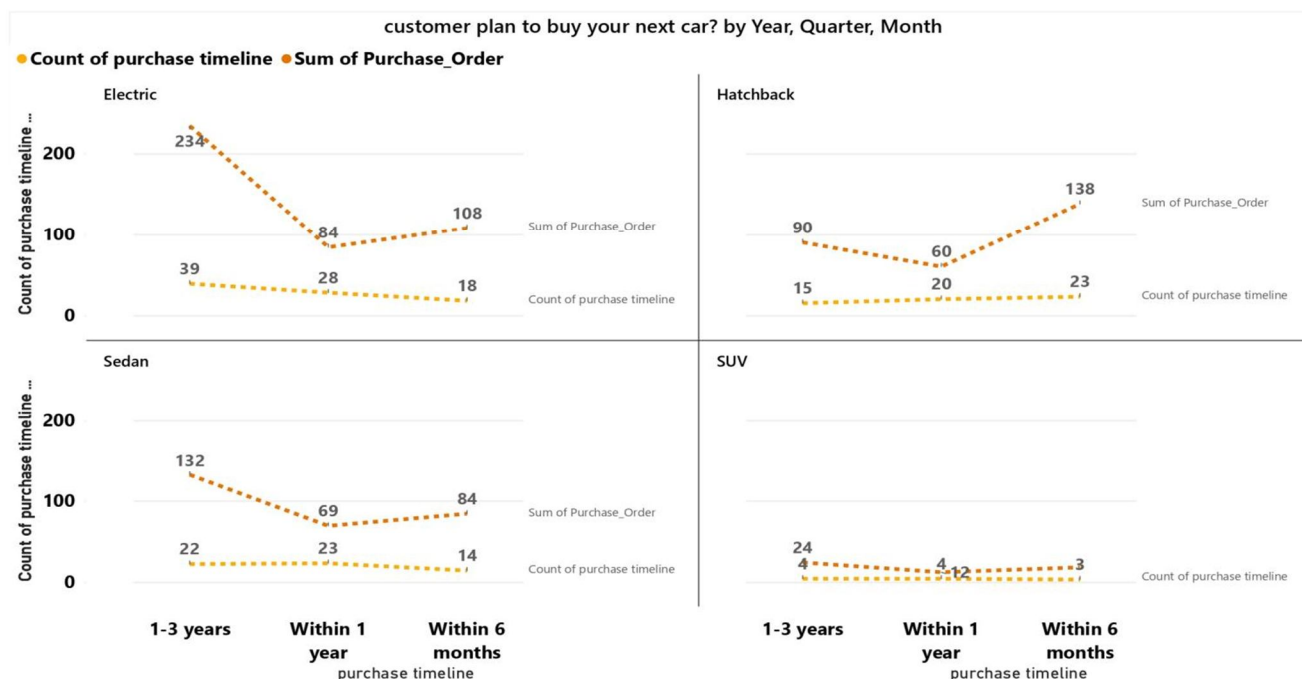 customer plan to buy your next car? by Year, Quarter, Month
Count of purchase timeline Sum of Purchase_Order
Electric
Hatchback
Count of purchase timeline ...
200
100
0
234
84
108
Sum of Purchase_Order
39
28
18
Count of purchase timeline
90
60
138
Sum of Purchase_Order
15
20
23
Count of purchase timeline
Sedan
SUV
Count of purchase timeline ...
200
100
0
132
69
84
Sum of Purchase_Order
22
23
14
Count of purchase timeline
24
4
4
12
3
Count of purchase timeline
1-3 years
Within 1
year
Within 6
months
purchase timeline
1-3 years
Within 1
year
Within 6
months
purchase timeline